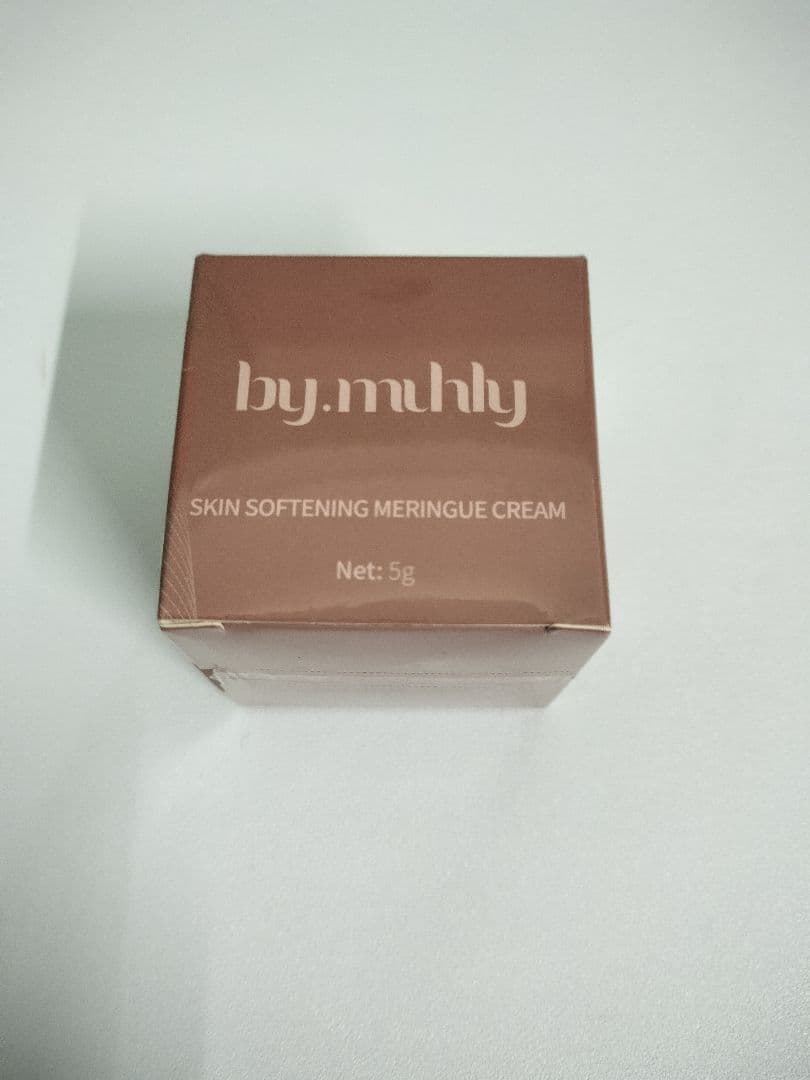 by.muhly
SKIN SOFTENING MERINGUE CREAM
Net: 5g